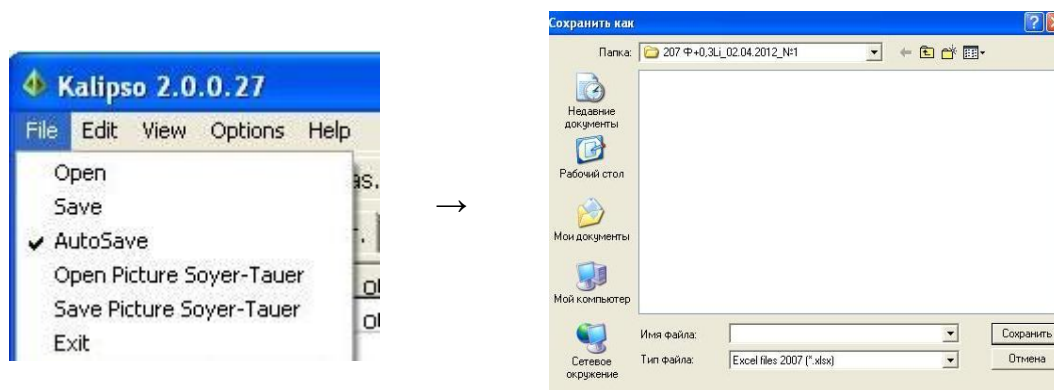 Kalipso 2.0.0.27
File Edit View Options Help
Open
Save
AutoSave
Open Picture Soyer-Tauer
Save Picture Soyer-Tauer
Exit
→
Сохранить как
Папка: 207 Ф+0,3Li_02.04.2012_№1
Недавние
документы
Рабочий стол
Мои документы
Мой компьютер
Сетевое
окружение
Имя файла:
Сохранить
Тип файла: Excel files 2007 (*.xlsx)
Отмена